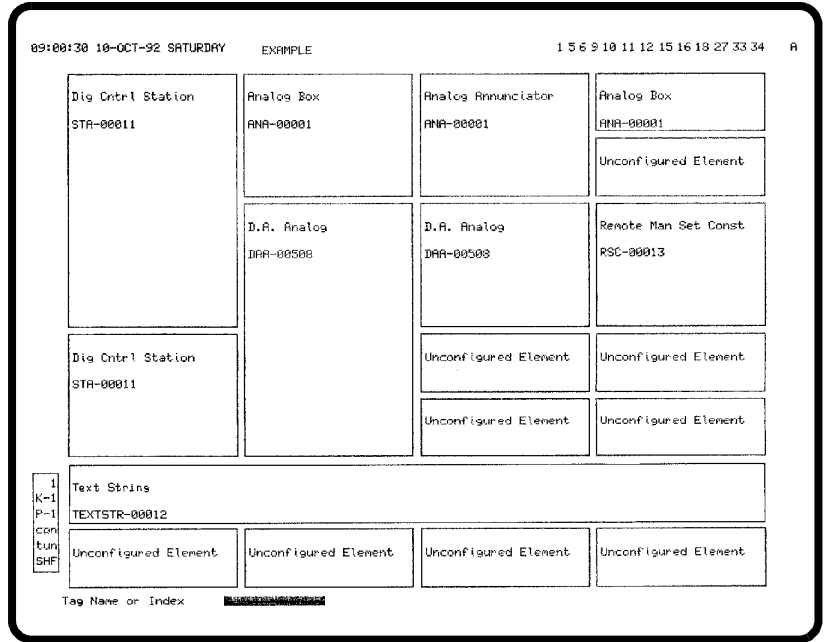 09:00:30 10-OCT-92 SATURDAY EXAMPLE 1 5 6 9 10 11 12 15 16 18 27 33 34 A
Dig Cntrl Station
STA-00011
Analog Box
ANA-00001
Analog Annunciator
ANA-00001
Analog Box
ANA-00001
Unconfigured Element
D.A. Analog
DAA-00508
D.A. Analog
DAA-00508
Remote Man Set Const
RSC-00013
Dig Cntrl Station
STA-00011
Unconfigured Element
Unconfigured Element
Unconfigured Element
Unconfigured Element
1
K-1
P-1
con
tun
SHF
Text String
TEXTSTR-00012
Unconfigured Element
Unconfigured Element
Unconfigured Element
Unconfigured Element
Tag Name or Index